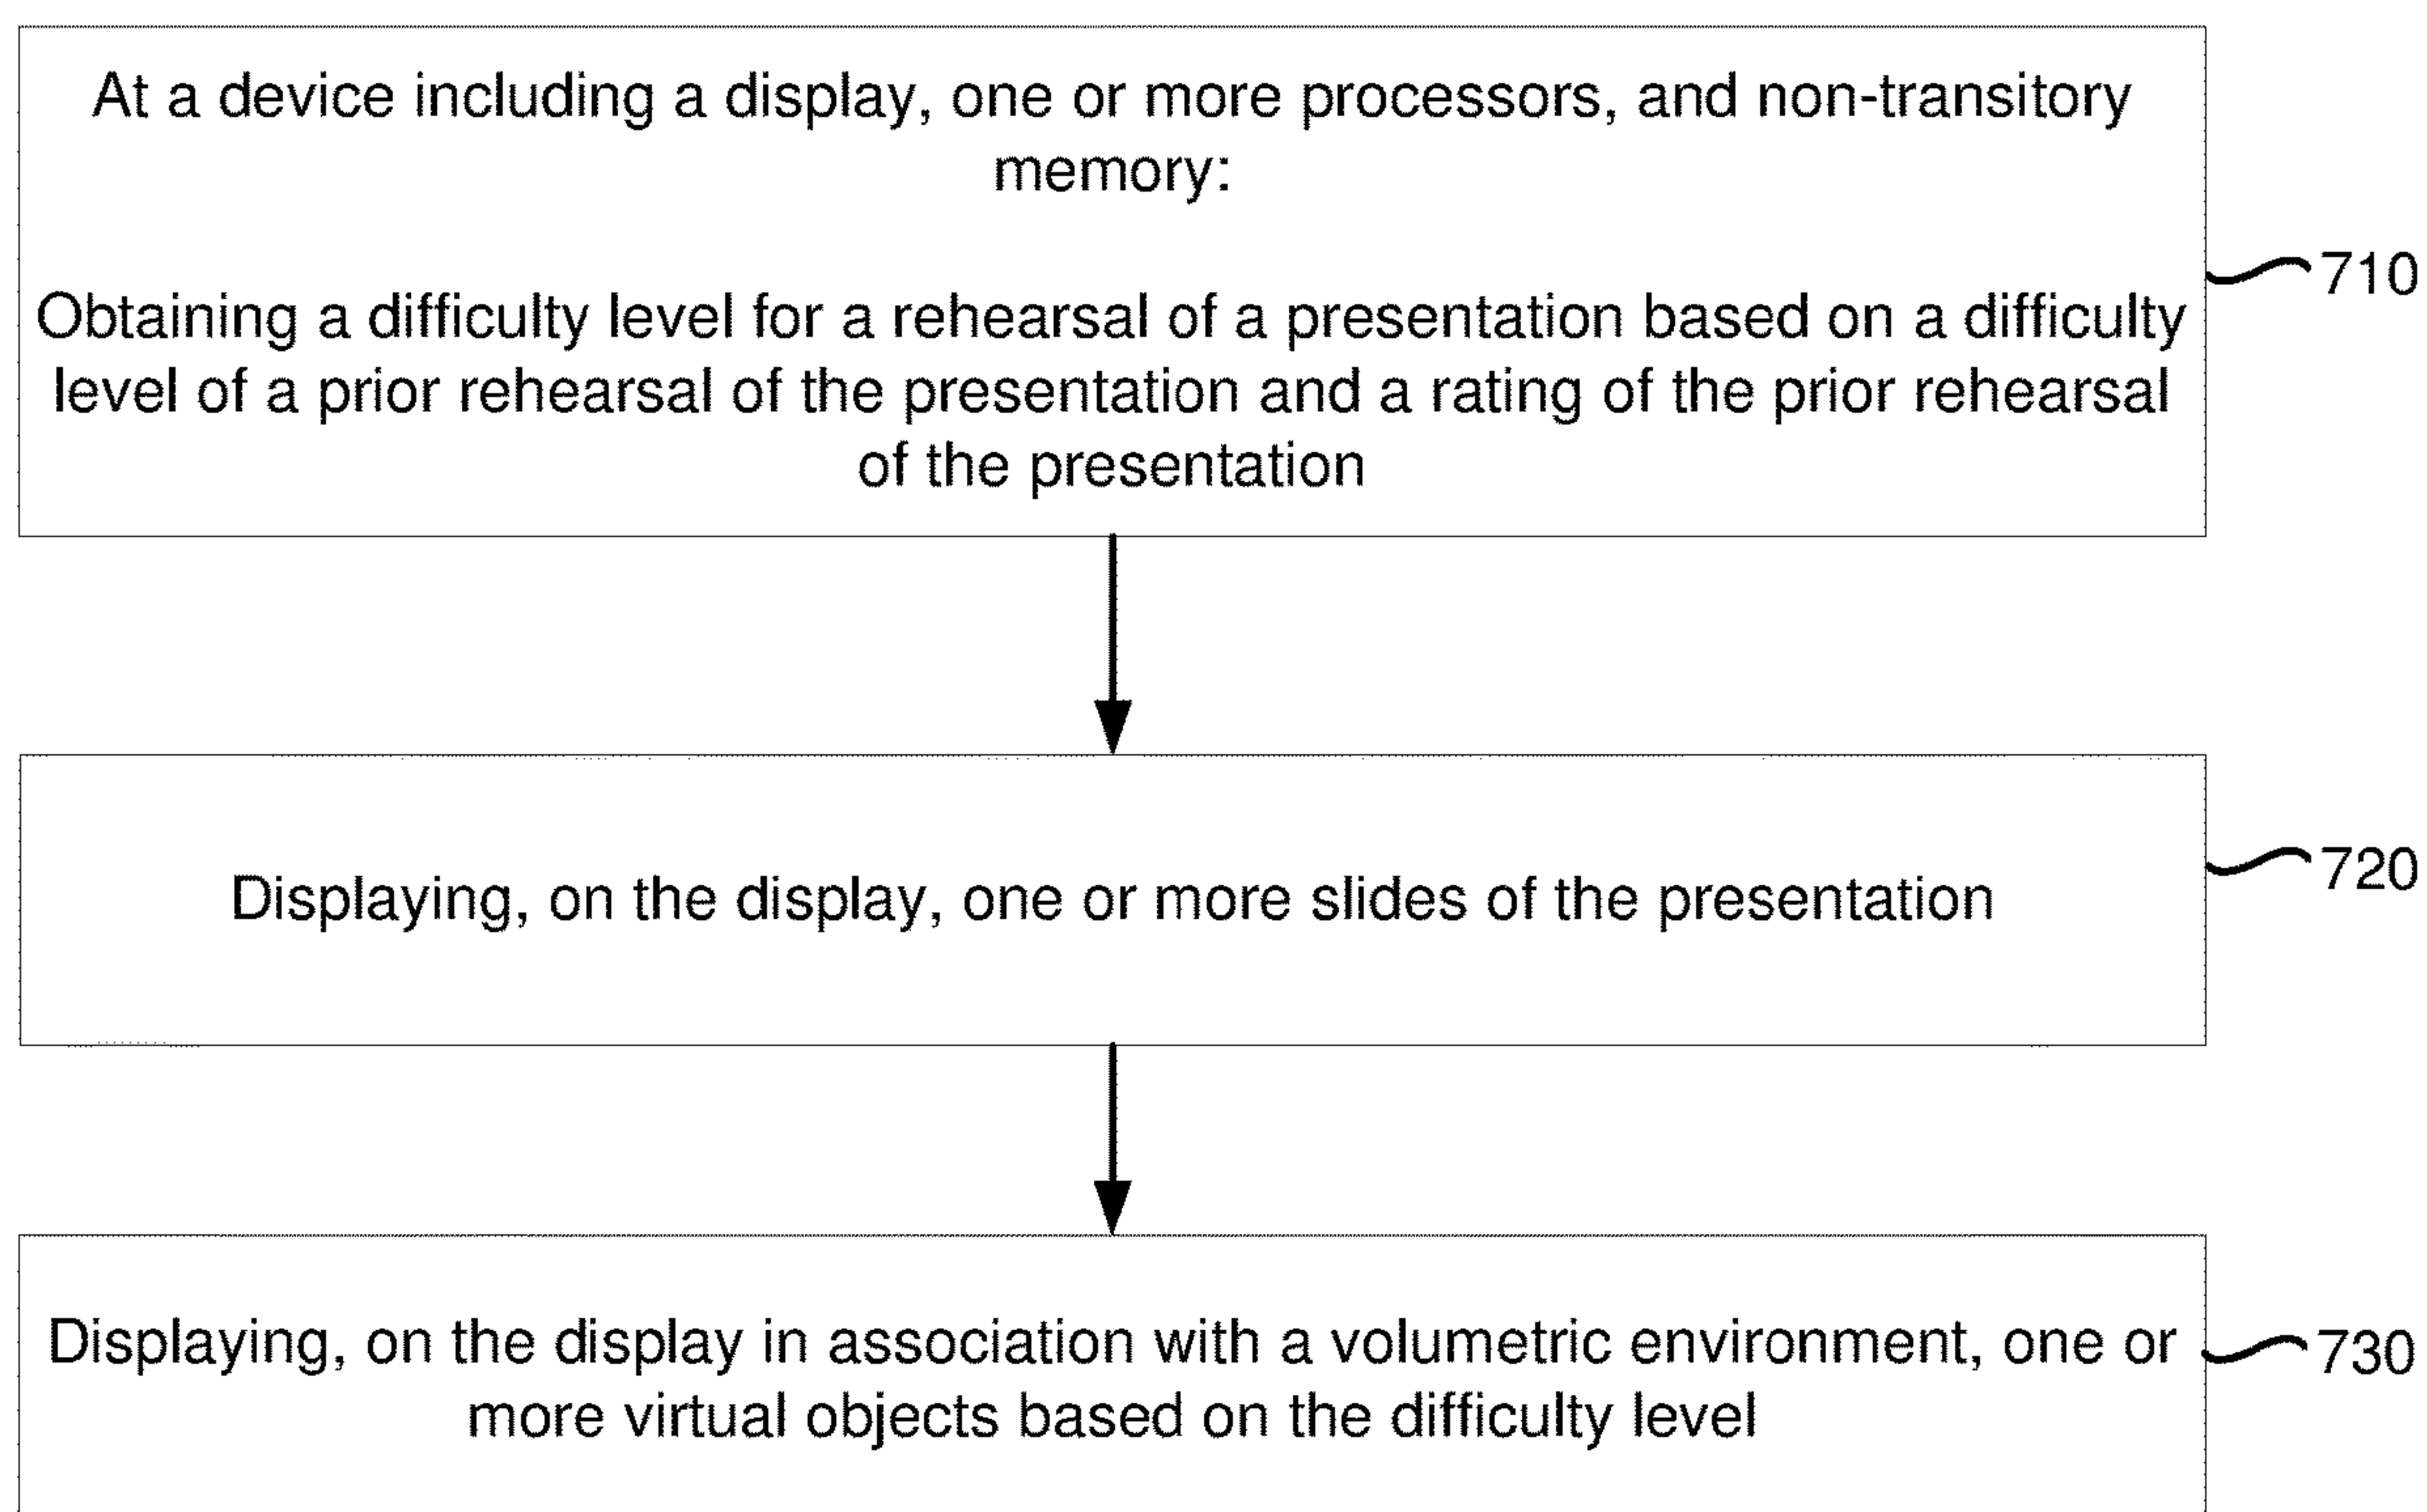 At a device including a display, one or more processors, and non-transitory
memory:
Obtaining a difficulty level for a rehearsal of a presentation based on a difficulty
level of a prior rehearsal of the presentation and a rating of the prior rehearsal
of the presentation
710
Displaying, on the display, one or more slides of the presentation
720
Displaying, on the display in association with a volumetric environment, one or
more virtual objects based on the difficulty level
730